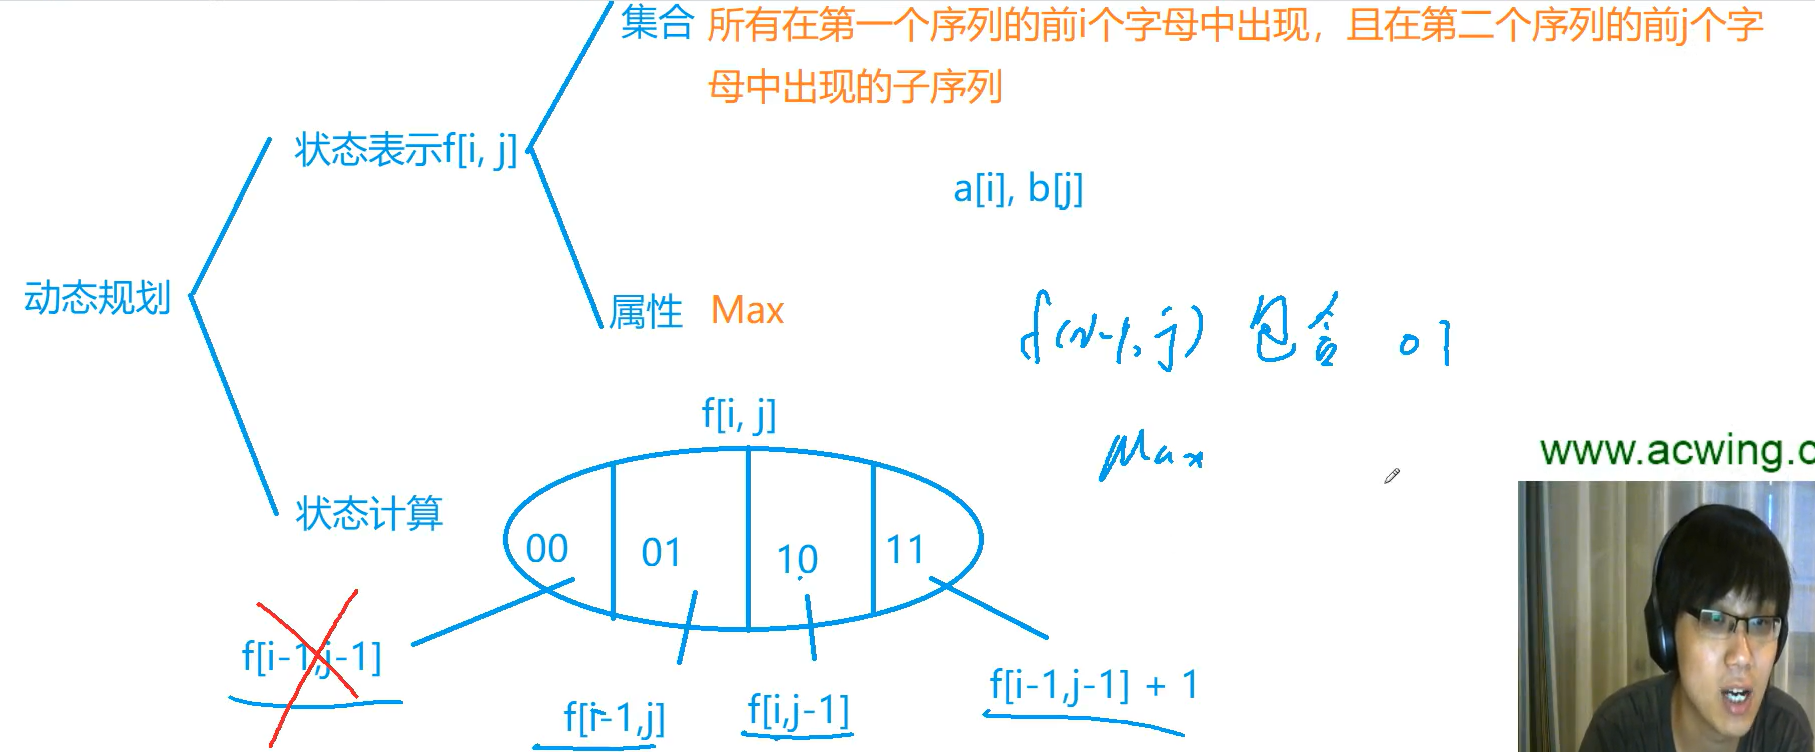 集合 所有在第一个序列的前i个字母中出现，且在第二个序列的前j个字
母中出现的子序列
状态表示f[i, j]
a[i], b[j]
动态规划
属性 Max
f(i-1, j) 包含 01
f[i, j]
Max
www.acwing.c
状态计算
00 01 10 11
f[i-1,j-1]
f[i-1,j]
f[i,j-1]
f[i-1,j-1] + 1